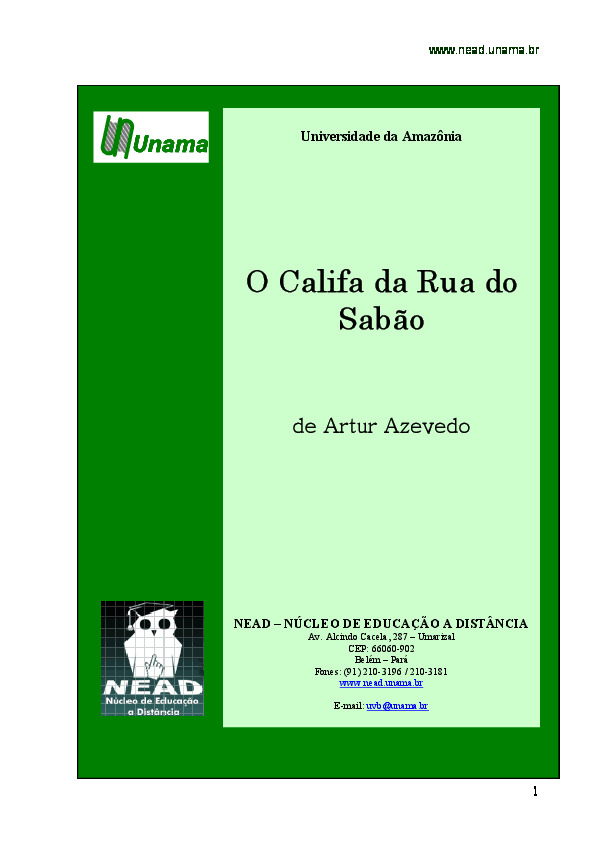 www.nead.unama.br
Unama
Universidade da Amazônia
O Califa da Rua do
Sabão
de Artur Azevedo
NEAD – NÚCLEO DE EDUCAÇÃO A DISTÂNCIA
Av. Alcindo Cacela, 287 – Umarizal
CEP: 66060-902
Belém – Pará
Fones: (91) 210-3196 / 210-3181
www.nead.unama.br
E-mail: uvb@unama.br
NEAD
Núcleo de Educação
a Distância
1